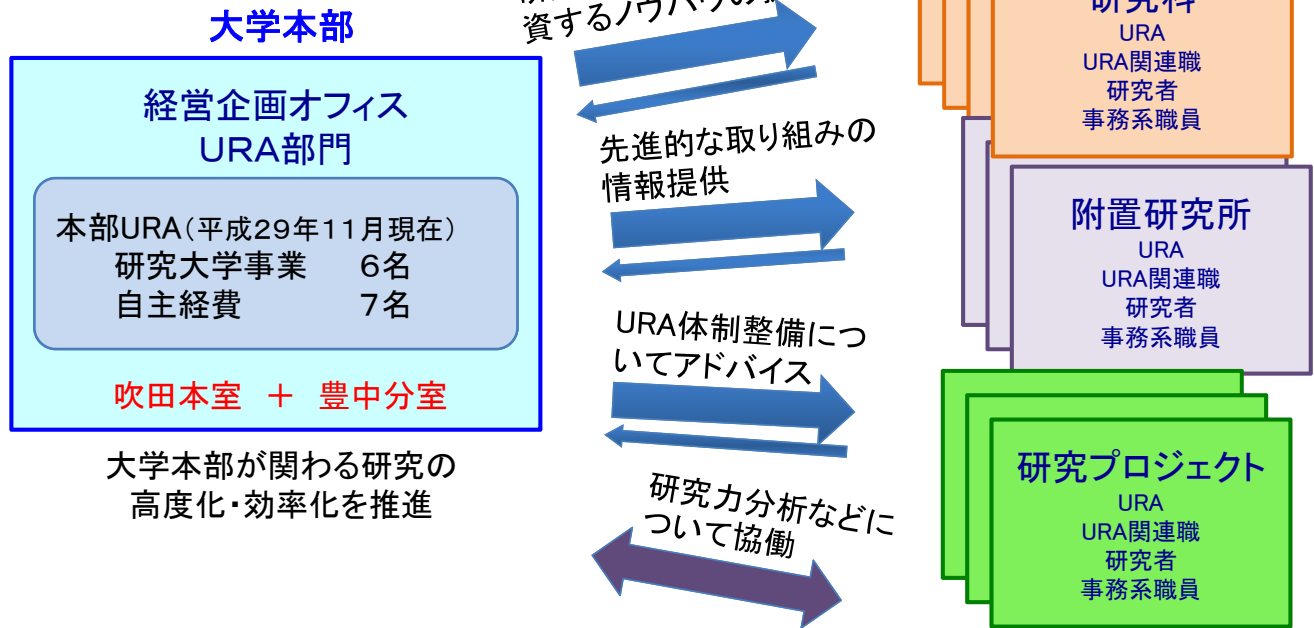 大学本部
経営企画オフィス
URA部門
本部URA(平成29年11月現在)
研究大学事業 6名
自主経費 7名
吹田本室 + 豊中分室
大学本部が関わる研究の
高度化・効率化を推進
資するノウハウの
先進的な取り組みの
情報提供
URA体制整備につ
いてアドバイス
研究力分析などに
ついて協働
研究科
URA
URA関連職
研究者
事務系職員
附置研究所
URA
URA関連職
研究者
事務系職員
研究プロジェクト
URA
URA関連職
研究者
事務系職員